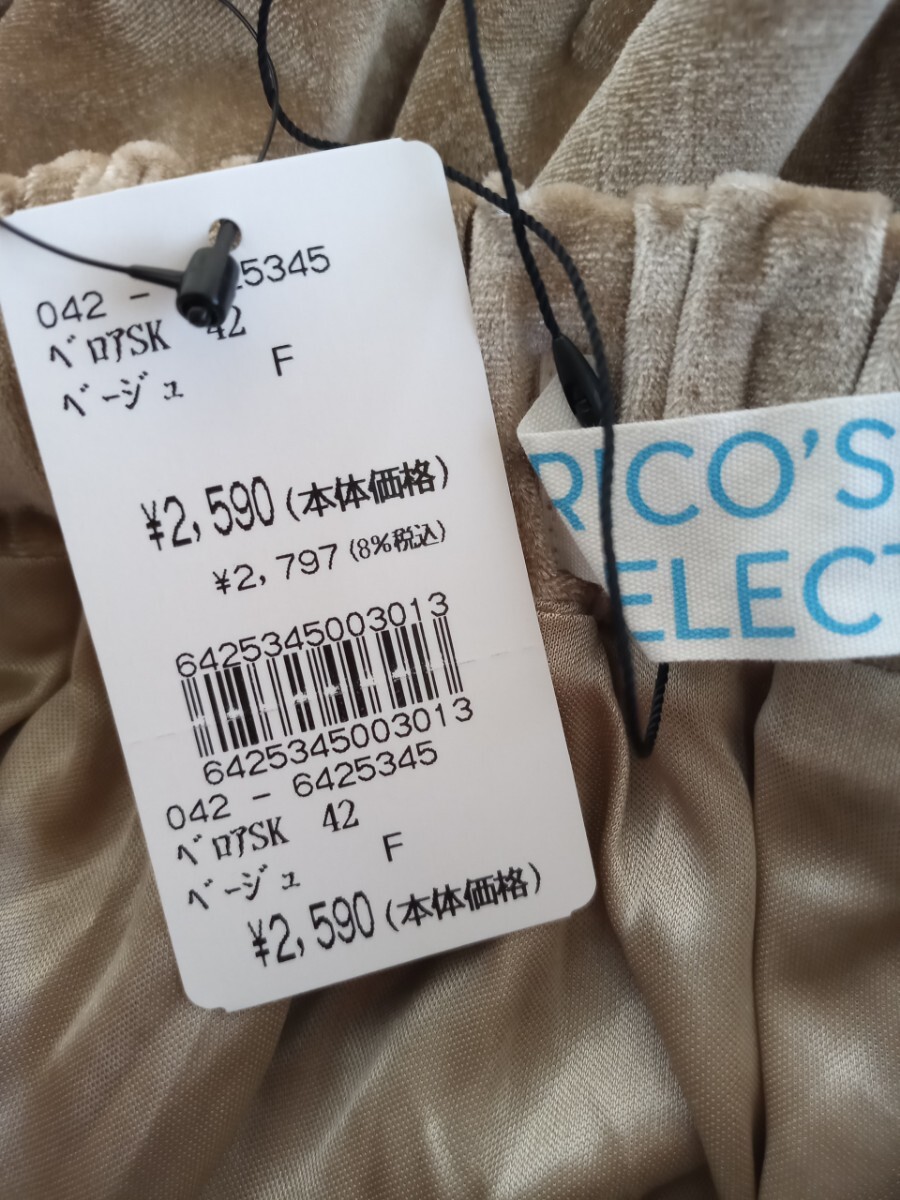 042 - 6425345
ベロアSK 42
ベージュ F
¥2,590 (本体価格)
¥2,797 (8%税込)
6425345003013
6425345003013
042 - 6425345
ベロアSK 42
ベージュ F
¥2,590 (本体価格)
RICO'S
ELECT